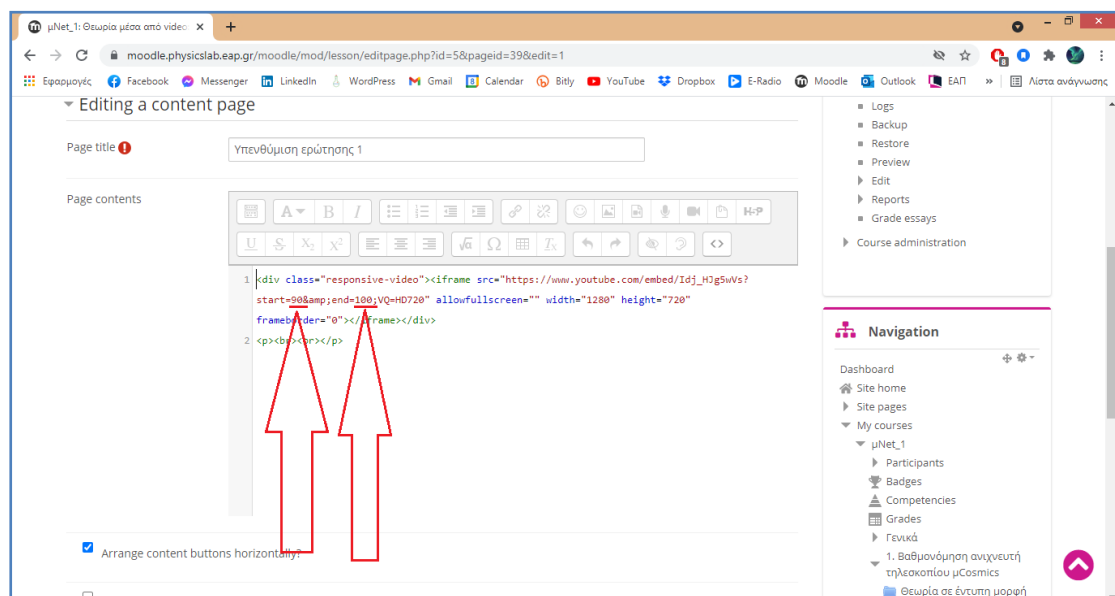 μNet_1: Θεωρία μέσα από video
moodle.physicslab.eap.gr/moodle/mod/lesson/editpage.php?id=5&pageid=39&edit=1
8
Εφαρμογές Facebook Messenger LinkedIn WordPress Gmail 8 Calendar Bitly YouTube Dropbox E-Radio Moodle Outlook ΕΑΠ » Λίστα ανάγνωσης
Editing a content page
Page title
Υπενθύμιση ερώτησης 1
Page contents
A B I H-P
U S X₂ X² √α Ω Tx <>
1 <div class="responsive-video"><iframe src="https://www.youtube.com/embed/Idj_HJg5wVs?
start=90&amp;end=100;VQ=HD720" allowfullscreen="" width="1280" height="720"
frameborder="0"></iframe></div>
2 <p><br><br></p>
Arrange content buttons horizontally?
Logs
Backup
Restore
Preview
Edit
Reports
Grade essays
Course administration
Navigation
Dashboard
Site home
Site pages
My courses
μNet_1
Participants
Badges
Competencies
Grades
Γενικά
1. Βαθμονόμηση ανιχνευτή
τηλεσκοπίου μCosmics
Θεωρία σε έντυπη μορφή